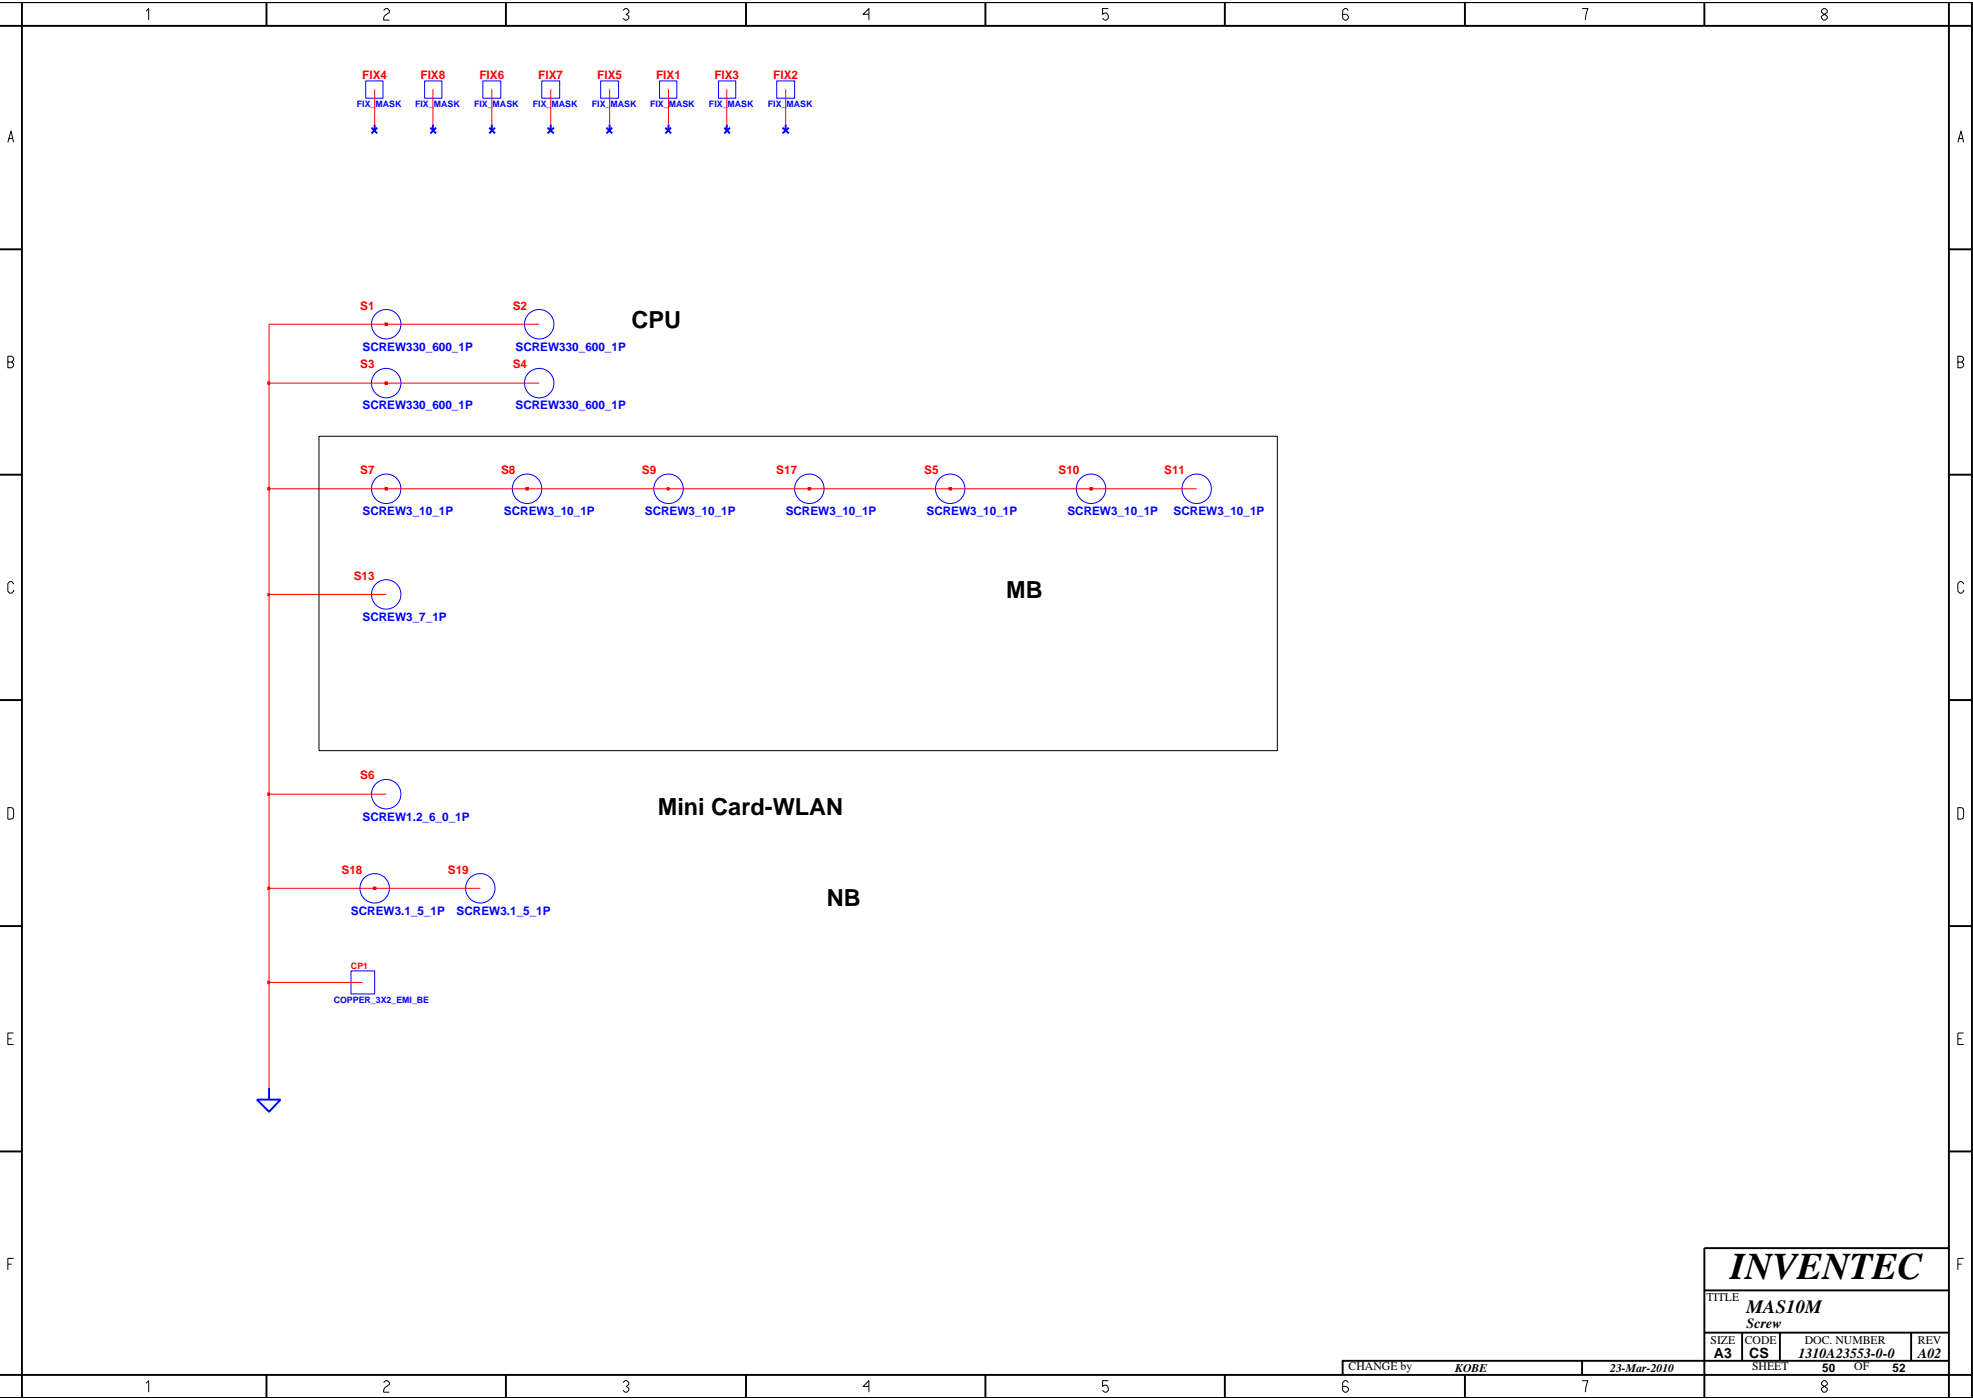 1 2 3 4 5 6 7 8
FIX4 FIX8 FIX6 FIX7 FIX5 FIX1 FIX3 FIX2
FIX_MASK FIX_MASK FIX_MASK FIX_MASK FIX_MASK FIX_MASK FIX_MASK FIX_MASK
A A
S1 S2 CPU
SCREW330_600_1P SCREW330_600_1P
B B
S3 S4
SCREW330_600_1P SCREW330_600_1P
S7 S8 S9 S17 S5 S10 S11
SCREW3_10_1P SCREW3_10_1P SCREW3_10_1P SCREW3_10_1P SCREW3_10_1P SCREW3_10_1P SCREW3_10_1P
S13
C MB C
SCREW3_7_1P
S6
Mini Card-WLAN
D D
SCREW1.2_6_0_1P
S18 S19
NB
SCREW3.1_5_1P SCREW3.1_5_1P
CP1
COPPER_3X2_EMI_BE
E E
F F
INVENTEC
TITLE MAS10M
Screw
SIZE CODE DOC. NUMBER REV
A3 CS 1310A23553-0-0 A02
CHANGE by KOBE 23-Mar-2010 SHEET 50 OF 52
1 2 3 4 5 6 7 8